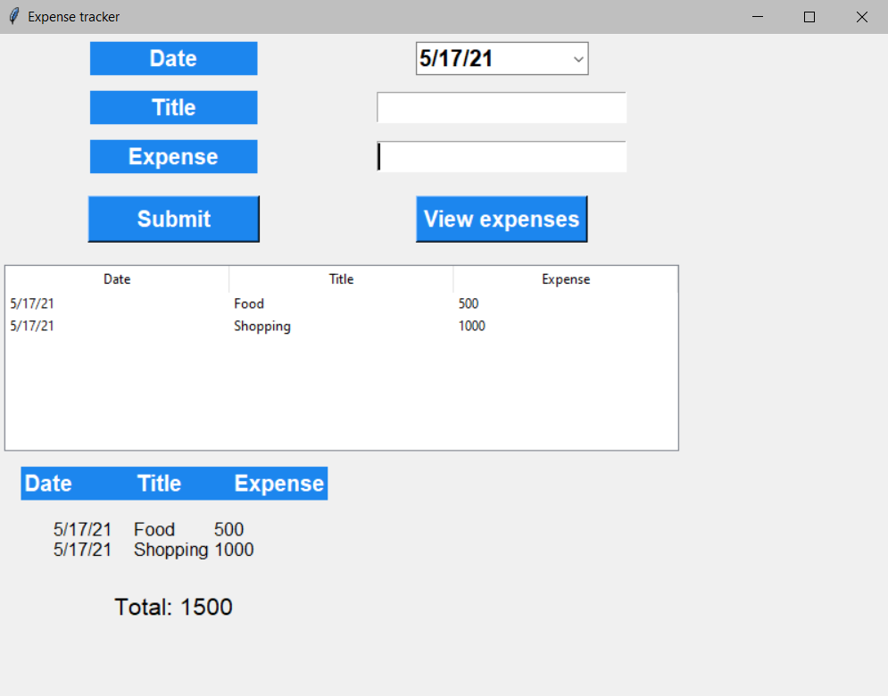 Expense tracker
Date 5/17/21
Title
Expense
Submit View expenses
Date Title Expense
5/17/21 Food 500
5/17/21 Shopping 1000
Date Title Expense
5/17/21 Food 500
5/17/21 Shopping 1000
Total: 1500